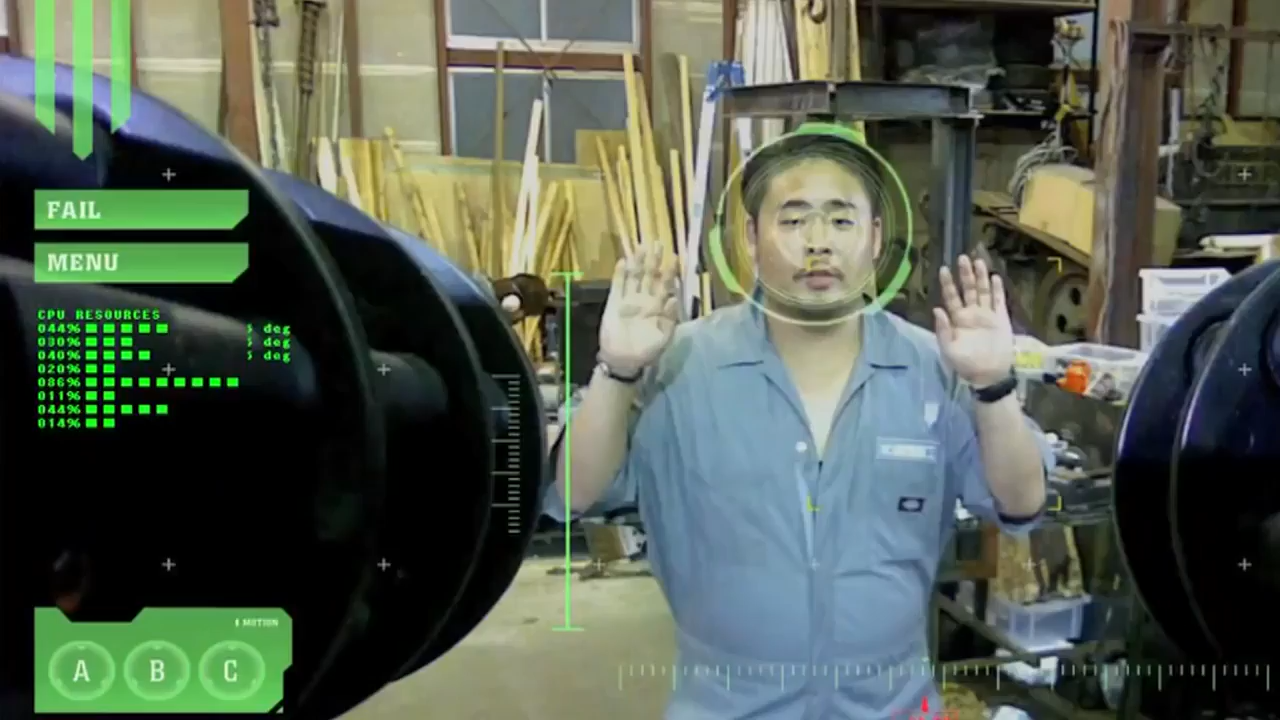 FAIL
MENU
CPU RESOURCES
044%
030%
040%
020%
086%
011%
044%
014%
deg
deg
deg
MOTION
A B C